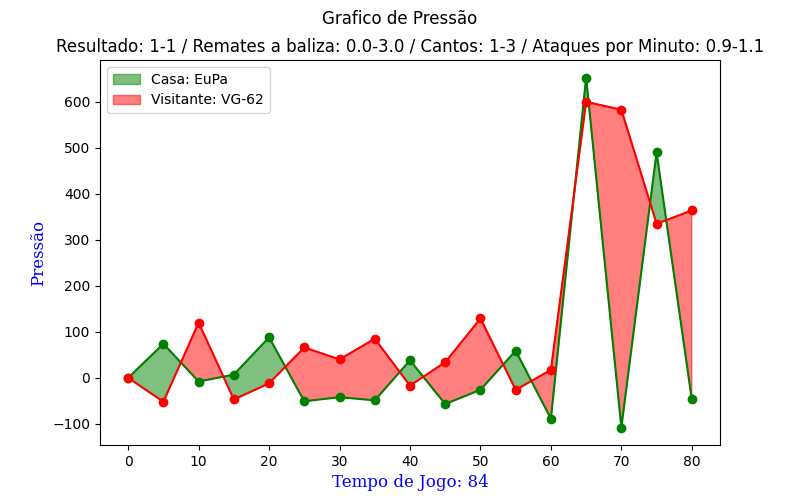 Grafico de Pressão
Resultado: 1-1 / Remates a baliza: 0.0-3.0 / Cantos: 1-3 / Ataques por Minuto: 0.9-1.1
Casa: EuPa
Visitante: VG-62
Pressão
600
500
400
300
200
100
0
−100
0 10 20 30 40 50 60 70 80
Tempo de Jogo: 84